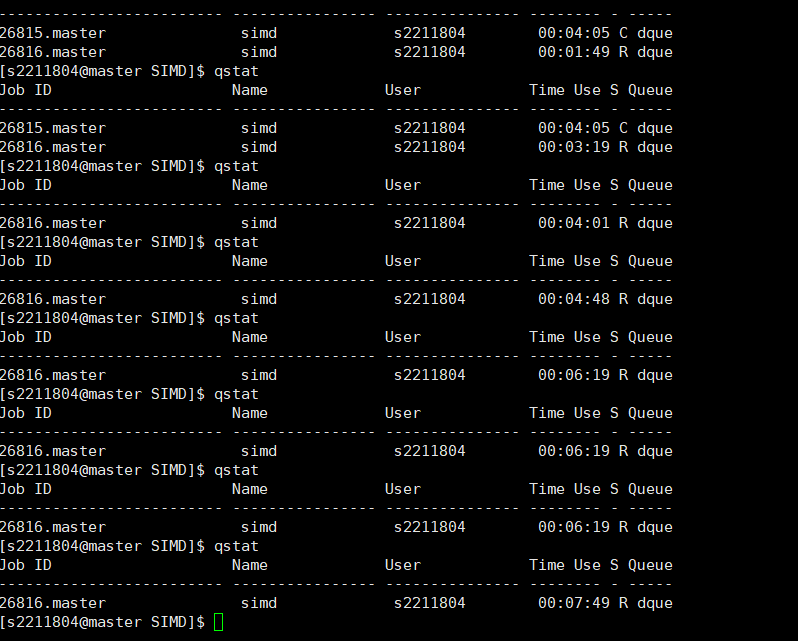 ------------------------- ---------------- --------------- -------- - -----
26815.master               simd             s2211804        00:04:05 C dque
26816.master               simd             s2211804        00:01:49 R dque
[s2211804@master SIMD]$ qstat
Job ID                    Name             User            Time Use S Queue
------------------------- ---------------- --------------- -------- - -----
26815.master               simd             s2211804        00:04:05 C dque
26816.master               simd             s2211804        00:03:19 R dque
[s2211804@master SIMD]$ qstat
Job ID                    Name             User            Time Use S Queue
------------------------- ---------------- --------------- -------- - -----
26816.master               simd             s2211804        00:04:01 R dque
[s2211804@master SIMD]$ qstat
Job ID                    Name             User            Time Use S Queue
------------------------- ---------------- --------------- -------- - -----
26816.master               simd             s2211804        00:04:48 R dque
[s2211804@master SIMD]$ qstat
Job ID                    Name             User            Time Use S Queue
------------------------- ---------------- --------------- -------- - -----
26816.master               simd             s2211804        00:06:19 R dque
[s2211804@master SIMD]$ qstat
Job ID                    Name             User            Time Use S Queue
------------------------- ---------------- --------------- -------- - -----
26816.master               simd             s2211804        00:06:19 R dque
[s2211804@master SIMD]$ qstat
Job ID                    Name             User            Time Use S Queue
------------------------- ---------------- --------------- -------- - -----
26816.master               simd             s2211804        00:06:19 R dque
[s2211804@master SIMD]$ qstat
Job ID                    Name             User            Time Use S Queue
------------------------- ---------------- --------------- -------- - -----
26816.master               simd             s2211804        00:07:49 R dque
[s2211804@master SIMD]$